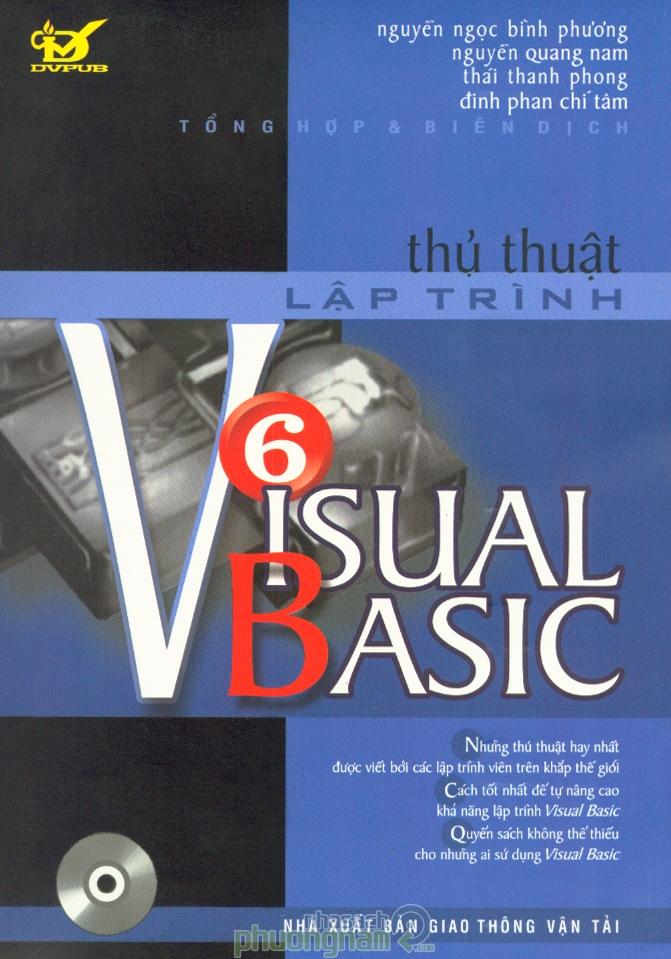 DVPUB
nguyễn ngọc bình phương
nguyễn quang nam
thái thanh phong
đinh phan chí tâm
TỔNG HỢP & BIÊN DỊCH
thủ thuật
LẬP TRÌNH
6
VISUAL
BASIC
Những thủ thuật hay nhất
được viết bởi các lập trình viên trên khắp thế giới
Cách tốt nhất để tự nâng cao
khả năng lập trình Visual Basic
Quyển sách không thể thiếu
cho những ai sử dụng Visual Basic
NHÀ XUẤT BẢN GIAO THÔNG VẬN TẢI
nhasách
phuongnam
.com